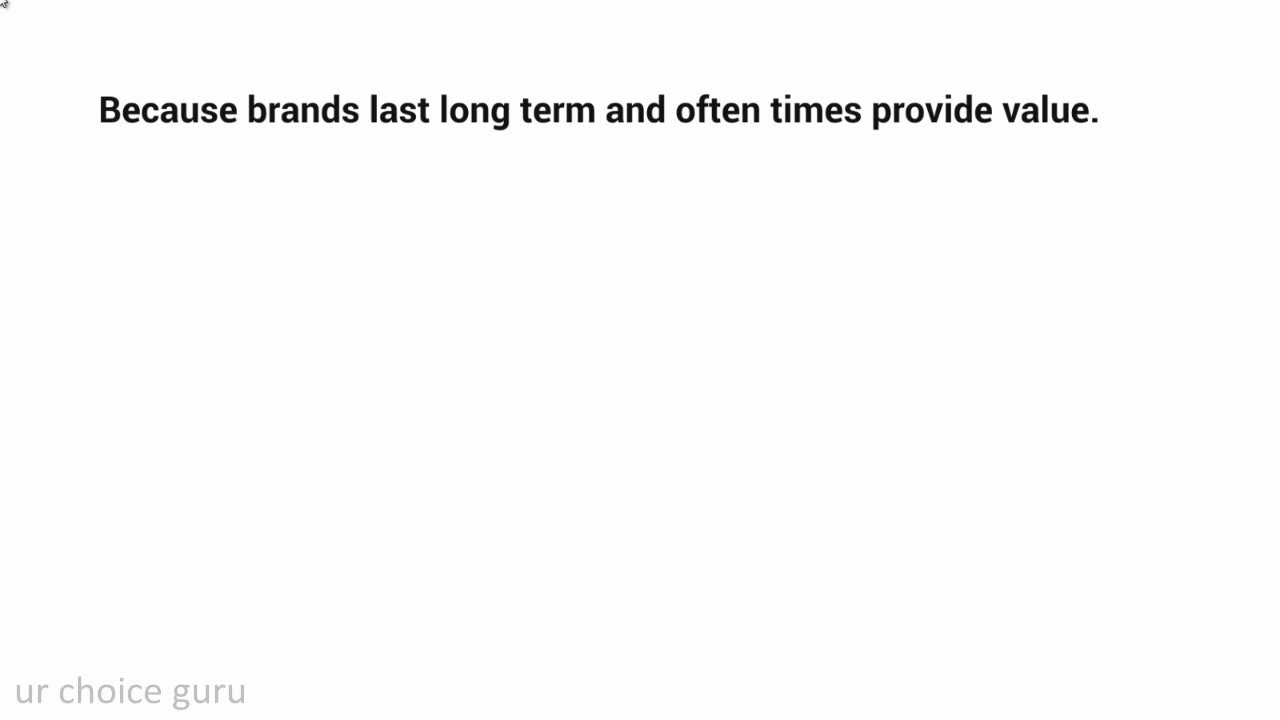 Because brands last long term and often times provide value.
ur choice guru